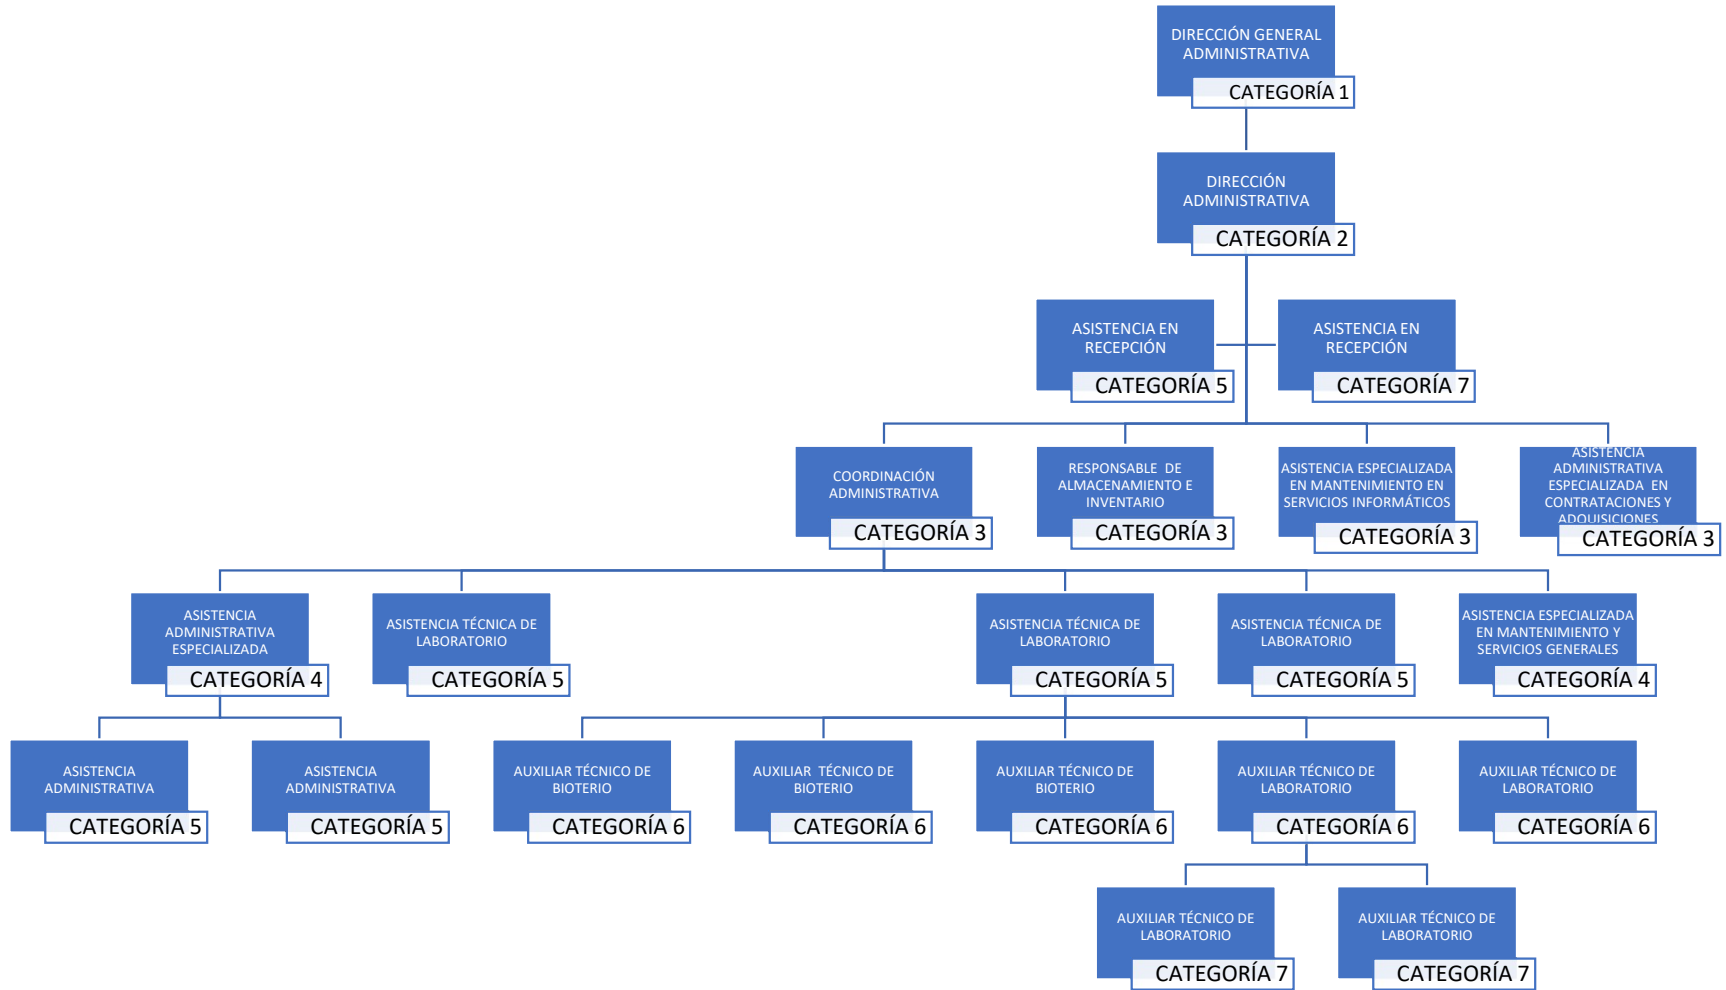 DIRECCIÓN GENERAL
ADMINISTRATIVA
CATEGORÍA 1
DIRECCIÓN
ADMINISTRATIVA
CATEGORÍA 2
ASISTENCIA EN
RECEPCIÓN
CATEGORÍA 5
ASISTENCIA EN
RECEPCIÓN
CATEGORÍA 7
COORDINACIÓN
ADMINISTRATIVA
CATEGORÍA 3
RESPONSABLE DE
ALMACENAMIENTO E
INVENTARIO
CATEGORÍA 3
ASISTENCIA ESPECIALIZADA
EN MANTENIMIENTO EN
SERVICIOS INFORMÁTICOS
CATEGORÍA 3
ASISTENCIA
ADMINISTRATIVA
ESPECIALIZADA EN
CONTRATACIONES Y
ADQUISICIONES
CATEGORÍA 3
ASISTENCIA
ADMINISTRATIVA
ESPECIALIZADA
CATEGORÍA 4
ASISTENCIA TÉCNICA DE
LABORATORIO
CATEGORÍA 5
ASISTENCIA TÉCNICA DE
LABORATORIO
CATEGORÍA 5
ASISTENCIA TÉCNICA DE
LABORATORIO
CATEGORÍA 5
ASISTENCIA ESPECIALIZADA
EN MANTENIMIENTO Y
SERVICIOS GENERALES
CATEGORÍA 4
ASISTENCIA
ADMINISTRATIVA
CATEGORÍA 5
ASISTENCIA
ADMINISTRATIVA
CATEGORÍA 5
AUXILIAR TÉCNICO DE
BIOTERIO
CATEGORÍA 6
AUXILIAR TÉCNICO DE
BIOTERIO
CATEGORÍA 6
AUXILIAR TÉCNICO DE
BIOTERIO
CATEGORÍA 6
AUXILIAR TÉCNICO DE
LABORATORIO
CATEGORÍA 6
AUXILIAR TÉCNICO DE
LABORATORIO
CATEGORÍA 6
AUXILIAR TÉCNICO DE
LABORATORIO
CATEGORÍA 7
AUXILIAR TÉCNICO DE
LABORATORIO
CATEGORÍA 7